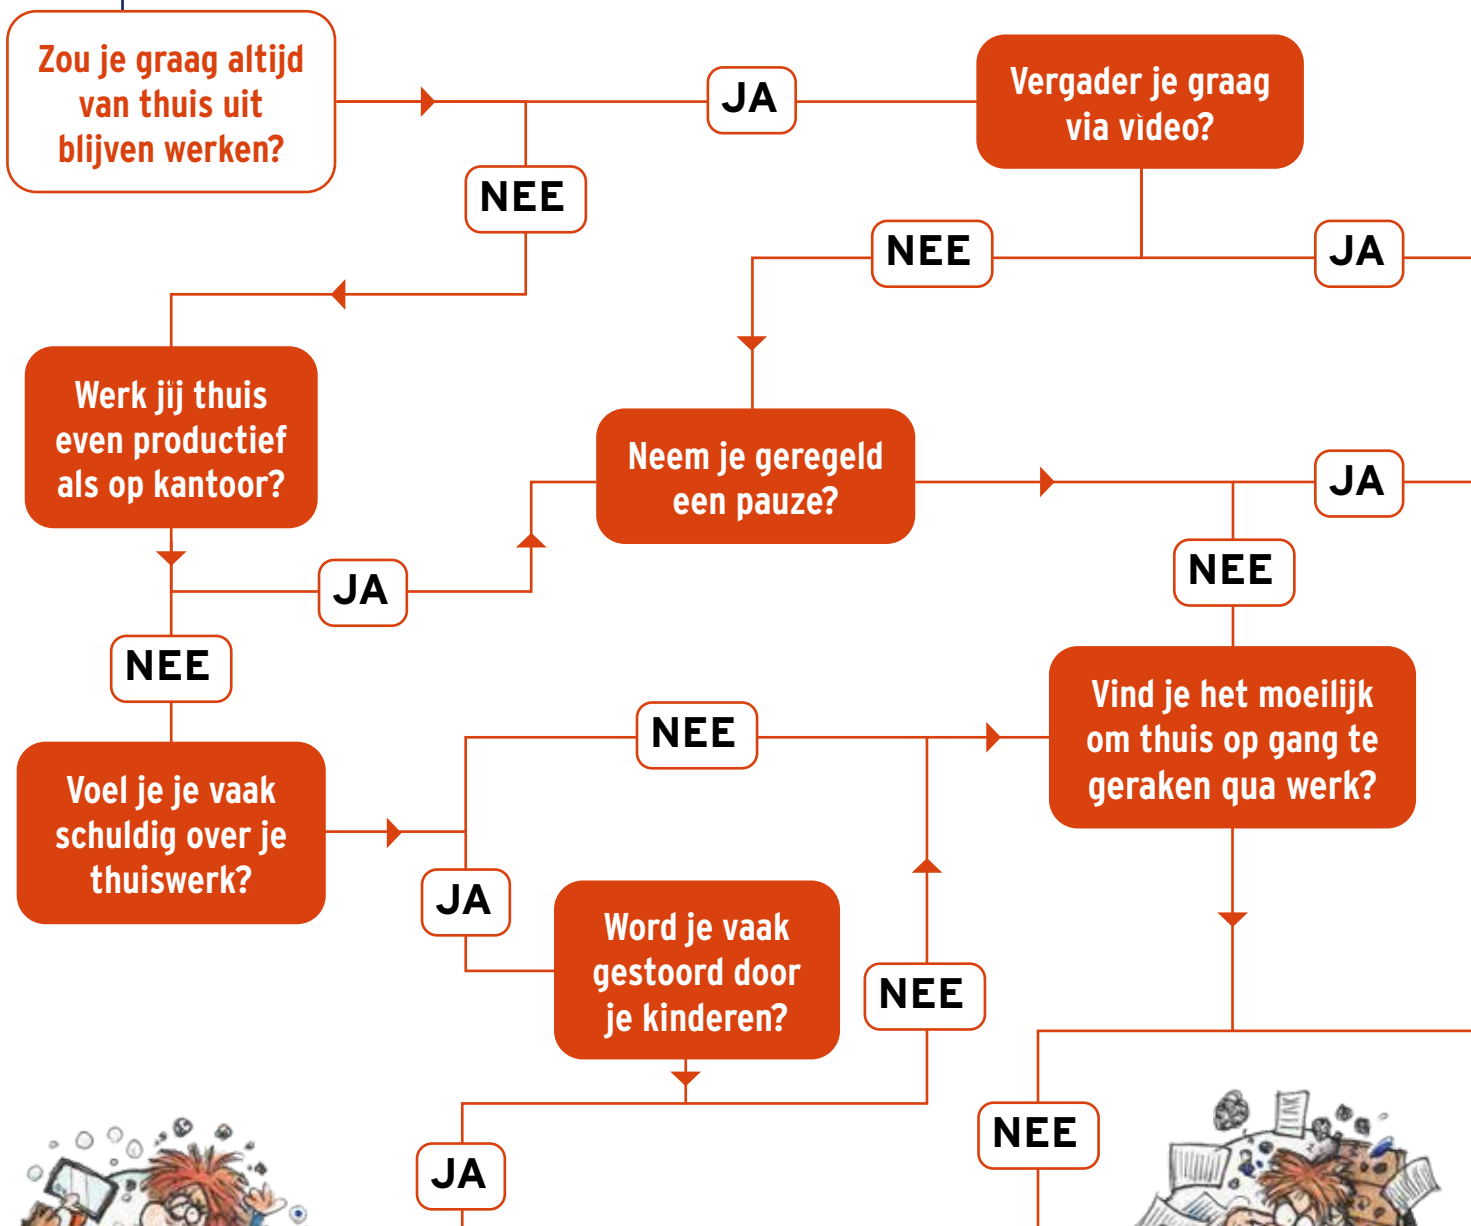 Zou je graag altijd
van thuis uit
blijven werken?
JA
Vergader je graag
via video?
NEE
NEE
JA
Werk jij thuis
even productief
als op kantoor?
Neem je geregeld
een pauze?
JA
NEE
JA
NEE
Vind je het moeilijk
om thuis op gang te
geraken qua werk?
NEE
Voel je je vaak
schuldig over je
thuiswerk?
JA
Word je vaak
gestoord door
je kinderen?
NEE
NEE
JA